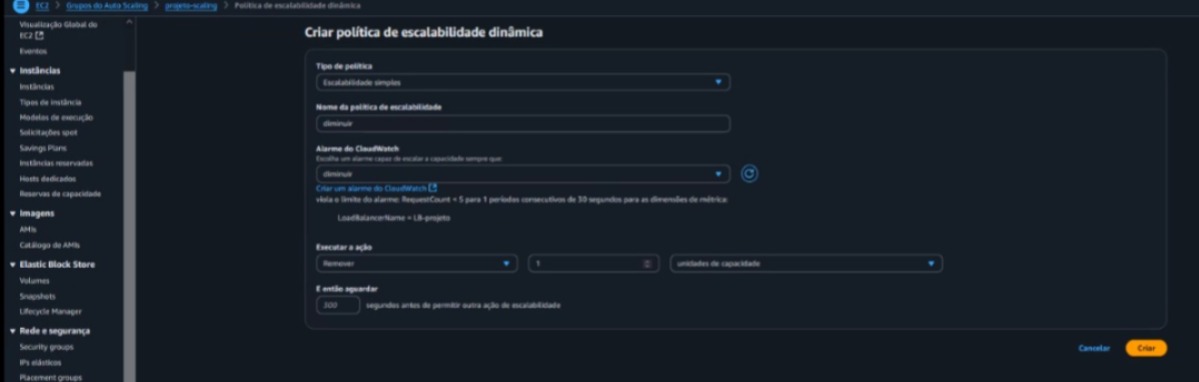 EC2 > Grupos do Auto Scaling > projeto-scaling > Política de escalabilidade dinâmica
Visualização Global do
EC2
Eventos
Instâncias
Instâncias
Tipos de instância
Modelos de execução
Solicitações spot
Savings Plans
Instâncias reservadas
Hosts dedicados
Reservas de capacidade
Imagens
AMIs
Catálogo de AMIs
Elastic Block Store
Volumes
Snapshots
Lifecycle Manager
Rede e segurança
Security groups
IPs elásticos
Placement groups
Criar política de escalabilidade dinâmica
Tipo de política
Escalabilidade simples
Nome da política de escalabilidade
diminuir
Alarme do CloudWatch
Escolha um alarme capaz de escalar a capacidade sempre que:
diminuir
Criar um alarme do CloudWatch
viola o limite do alarme: RequestCount < 5 para 1 períodos consecutivos de 30 segundos para as dimensões de métrica:
LoadBalancerName = LB-projeto
Executar a ação
Remover
1
unidades de capacidade
E então aguardar
300 segundos antes de permitir outra ação de escalabilidade
Cancelar
Criar